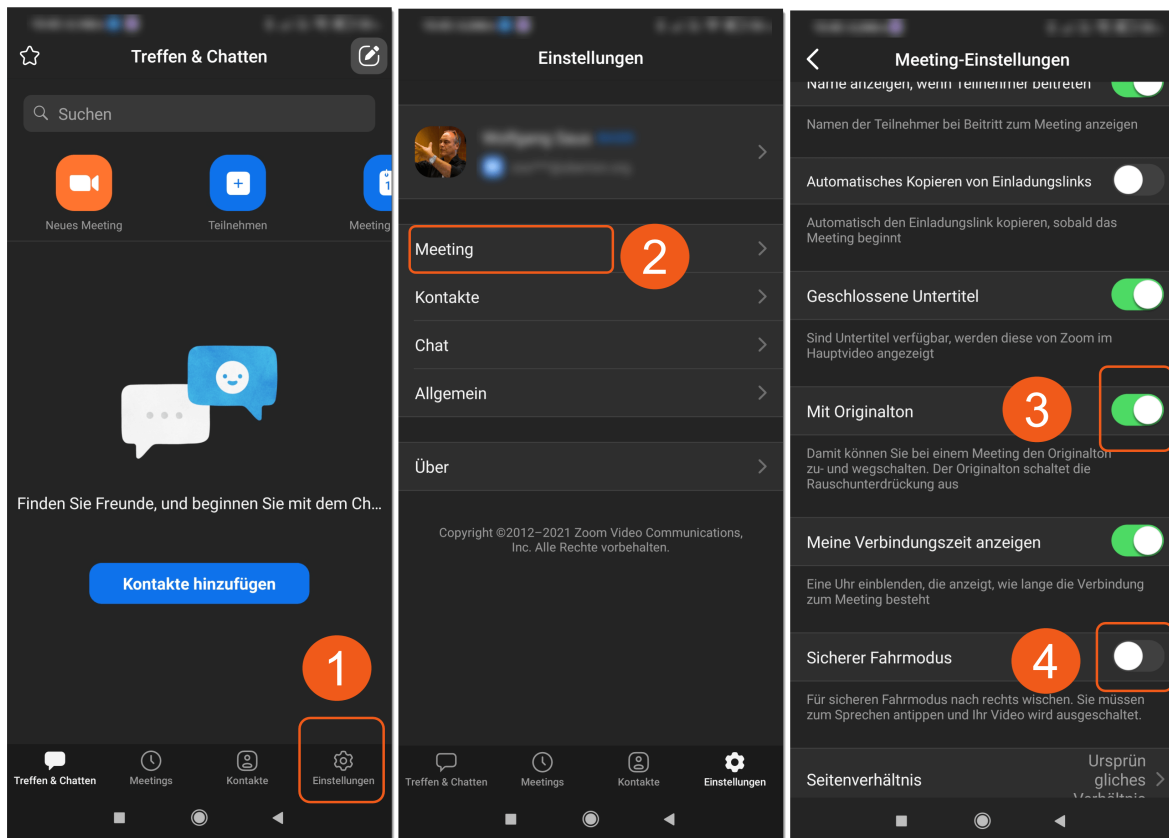 Treffen & Chatten
Suchen
Neues Meeting
Teilnehmen
1
Meeting
Finden Sie Freunde, und beginnen Sie mit dem Ch...
Kontakte hinzufügen
1
Treffen & Chatten
Meetings
Kontakte
Einstellungen
Einstellungen
Meeting
2
Kontakte
Chat
Allgemein
Über
Copyright ©2012–2021 Zoom Video Communications,
Inc. Alle Rechte vorbehalten.
Treffen & Chatten
Meetings
Kontakte
Einstellungen
Meeting-Einstellungen
Name anzeigen, wenn Teilnehmer beitreten
Namen der Teilnehmer bei Beitritt zum Meeting anzeigen
Automatisches Kopieren von Einladungslinks
Automatisch den Einladungslink kopieren, sobald das
Meeting beginnt
Geschlossene Untertitel
Sind Untertitel verfügbar, werden diese von Zoom im
Hauptvideo angezeigt
Mit Originalton
3
Damit können Sie bei einem Meeting den Originalton
zu- und wegschalten. Der Originalton schaltet die
Rauschunterdrückung aus
Meine Verbindungszeit anzeigen
Eine Uhr einblenden, die anzeigt, wie lange die Verbindung
zum Meeting besteht
Sicherer Fahrmodus
4
Für sicheren Fahrmodus nach rechts wischen. Sie müssen
zum Sprechen antippen und Ihr Video wird ausgeschaltet.
Seitenverhältnis
Ursprün
gliches
Verhältnis